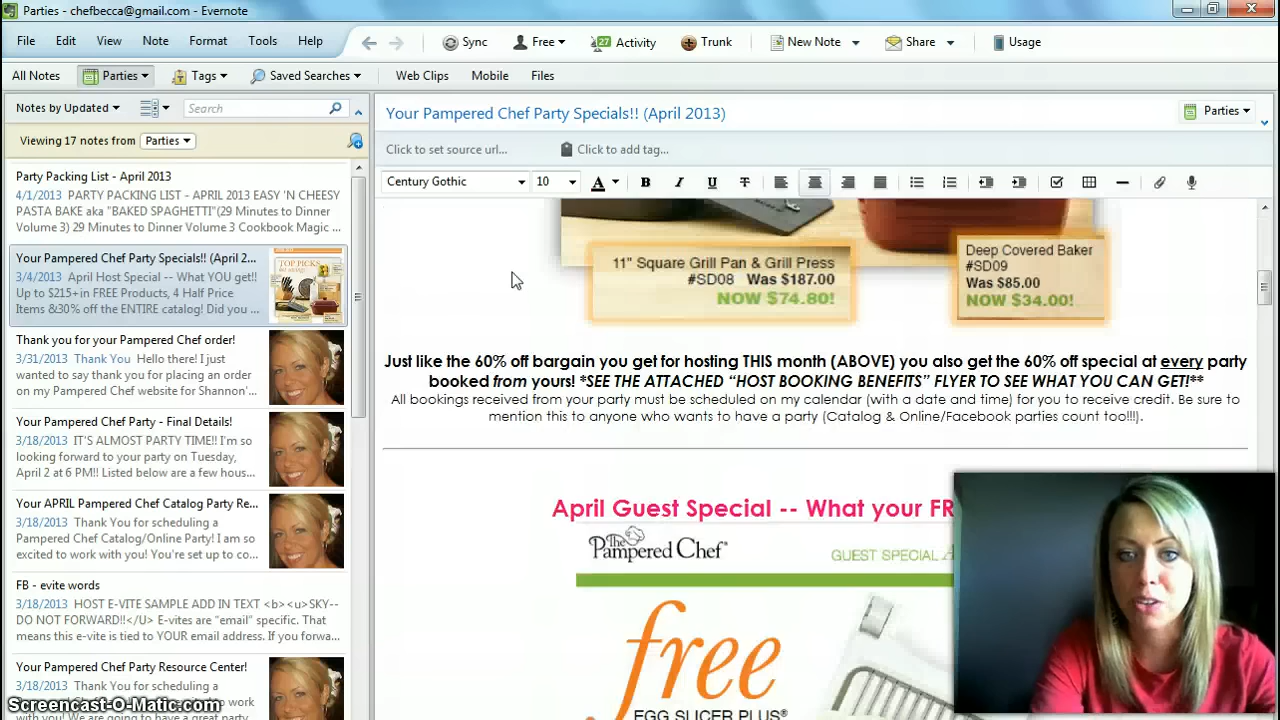 Parties - chefbecca@gmail.com - Evernote
File Edit View Note Format Tools Help
Sync Free 27 Activity Trunk New Note Share Usage
All Notes Parties Tags Saved Searches Web Clips Mobile Files
Notes by Updated Search
Viewing 17 notes from Parties
Party Packing List - April 2013
4/1/2013 PARTY PACKING LIST - APRIL 2013 EASY 'N CHEESY
PASTA BAKE aka "BAKED SPAGHETTI"(29 Minutes to Dinner
Volume 3) 29 Minutes to Dinner Volume 3 Cookbook Magic ...
Your Pampered Chef Party Specials!! (April 2...
3/4/2013 April Host Special -- What YOU get!!
Up to $215+in FREE Products, 4 Half Price
Items &30% off the ENTIRE catalog! Did you ...
TOP PICKS
Thank you for your Pampered Chef order!
3/31/2013 Thank You Hello there! I just
wanted to say thank you for placing an
order on my Pampered Chef website for Shannon'...
Your Pampered Chef Party - Final Details!
3/18/2013 IT'S ALMOST PARTY TIME!! I'm so
looking forward to your party on Tuesday,
April 2 at 6 PM!! Listed below are a few hous...
Your APRIL Pampered Chef Catalog Party Re...
3/18/2013 Thank You for scheduling a
Pampered Chef Catalog/Online Party! I am so
excited to work with you! You're set up to co...
FB - evite words
3/18/2013 HOST E-VITE SAMPLE ADD IN TEXT <b><u>SKY--
DO NOT FORWARD!!</U> E-vites are "email" specific. That
means this e-vite is tied to YOUR email address. If you forwa...
Your Pampered Chef Party Resource Center!
3/18/2013 Thank You for scheduling a
Screencast-O-Matic.com
Your Pampered Chef Party Specials!! (April 2013) Parties
Click to set source url... Click to add tag...
Century Gothic 10 A B I U T
11" Square Grill Pan & Grill Press
#SD08 Was $187.00
NOW $74.80!
Deep Covered Baker
#SD09
Was $85.00
NOW $34.00!
Just like the 60% off bargain you get for hosting THIS month (ABOVE) you also get the 60% off special at every party
booked from yours! *SEE THE ATTACHED “HOST BOOKING BENEFITS” FLYER TO SEE WHAT YOU CAN GET!**
All bookings received from your party must be scheduled on my calendar (with a date and time) for you to receive credit. Be sure to
mention this to anyone who wants to have a party (Catalog & Online/Facebook parties count too!!!).
April Guest Special -- What your FR
The Pampered Chef®
GUEST SPECIAL
free
EGG SLICER PLUS®